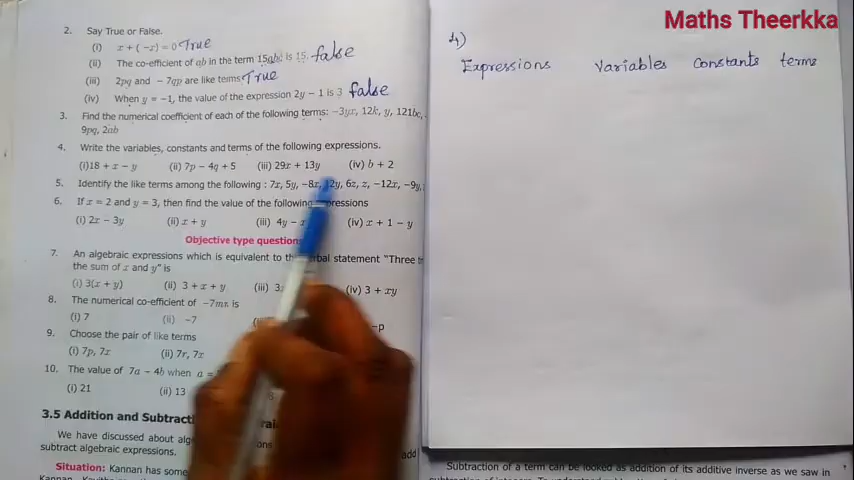 Maths Theerkka
2. Say True or False.
(i) x + ( -x) = 0 True
(ii) The co-efficient of ab in the term 15abc is 15. false
(iii) 2pq and - 7qp are like terms True
(iv) When y = -1, the value of the expression 2y - 1 is 3 false
3. Find the numerical coefficient of each of the following terms: -3yx, 12k, y, 121bc,
9pq, 2ab
4. Write the variables, constants and terms of the following expressions.
(i)18 + x - y (ii) 7p - 4q + 5 (iii) 29x + 13y (iv) b + 2
5. Identify the like terms among the following : 7x, 5y, -8x, 12y, 6z, z, -12x, -9y,
6. If x = 2 and y = 3, then find the value of the following expressions
(i) 2x - 3y (ii) x + y (iii) 4y - x (iv) x + 1 - y
Objective type question
7. An algebraic expressions which is equivalent to the verbal statement "Three
the sum of x and y" is
(i) 3(x + y) (ii) 3 + x + y (iii) 3 (iv) 3 + xy
8. The numerical co-efficient of -7mn is
(i) 7 (ii) -7 -p
9. Choose the pair of like terms
(i) 7p, 7x (ii) 7r, 7x
10. The value of 7a - 4b when a =
(i) 21 (ii) 13
3.5 Addition and Subtract
We have discussed about alg
subtract algebraic expressions. add
Situation: Kannan has some
4)
Expressions Variables Constants terms
Subtraction of a term can be looked as addition of its additive inverse as we saw in